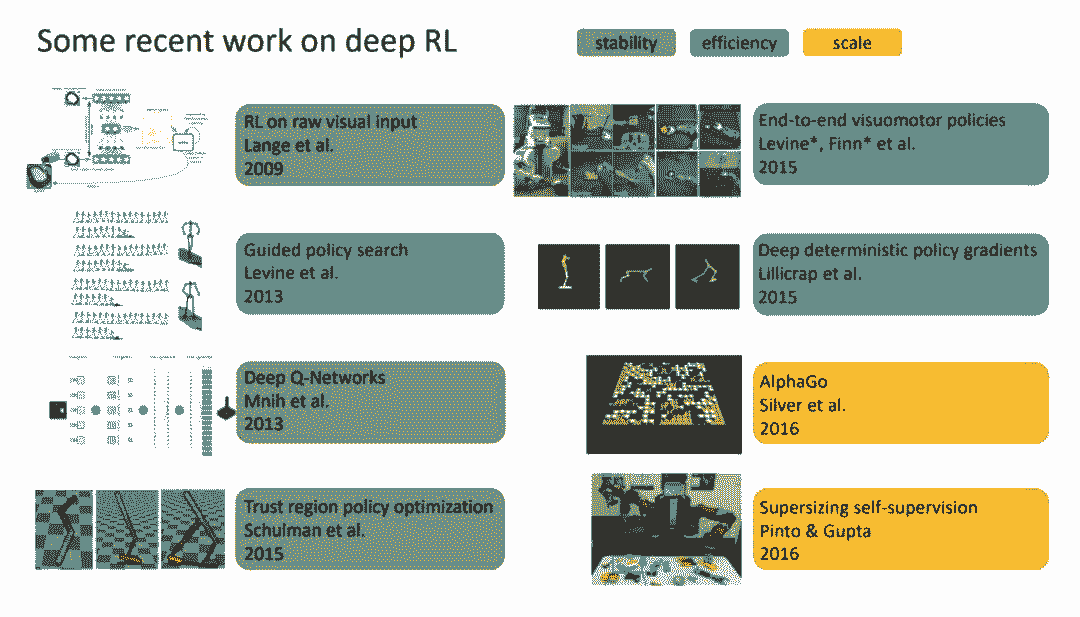 Some recent work on deep RL
stability
efficiency
scale
RL on raw visual input
Lange et al.
2009
End-to-end visuomotor policies
Levine*, Finn* et al.
2015
Guided policy search
Levine et al.
2013
Deep deterministic policy gradients
Lillicrap et al.
2015
Deep Q-Networks
Mnih et al.
2013
AlphaGo
Silver et al.
2016
Trust region policy optimization
Schulman et al.
2015
Supersizing self-supervision
Pinto & Gupta
2016